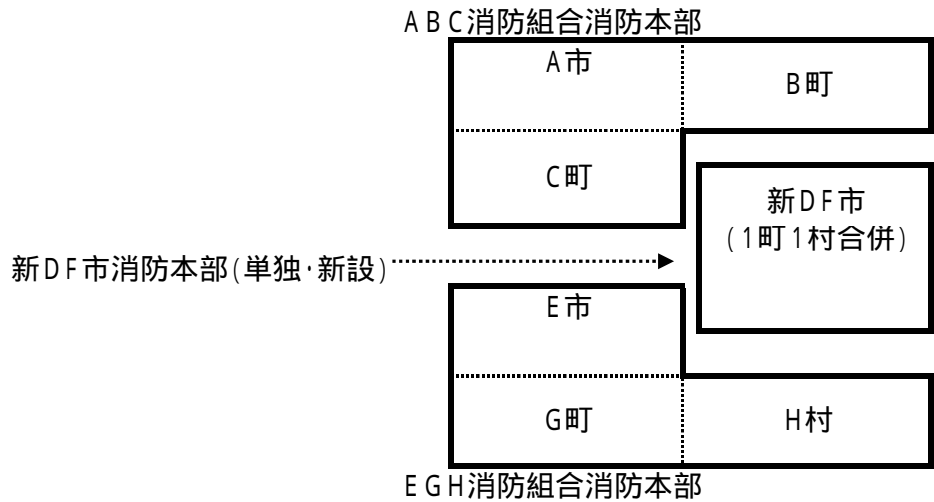 ABC消防組合消防本部
A市
B町
C町
新DF市
(1町1村合併)
新DF市消防本部(単独・新設)
E市
G町
H村
EGH消防組合消防本部